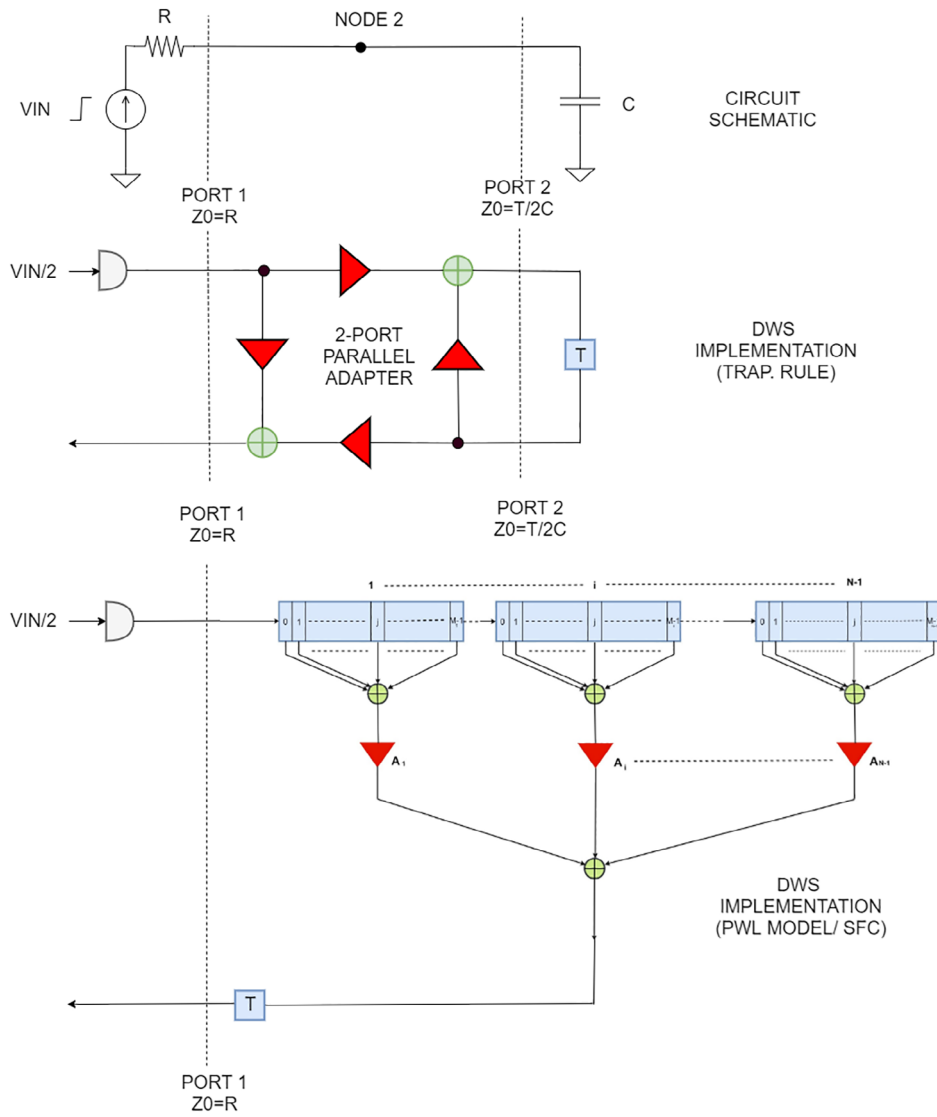 R
NODE 2
VIN
C
CIRCUIT
SCHEMATIC
PORT 1
Z0=R
PORT 2
Z0=T/2C
VIN/2
2-PORT
PARALLEL
ADAPTER
T
DWS
IMPLEMENTATION
(TRAP. RULE)
PORT 1
Z0=R
PORT 2
Z0=T/2C
1
i
N-1
VIN/2
0 1 j
0 1 j
0 1 j
A1
Ai
AN-1
DWS
IMPLEMENTATION
(PWL MODEL/ SFC)
T
PORT 1
Z0=R